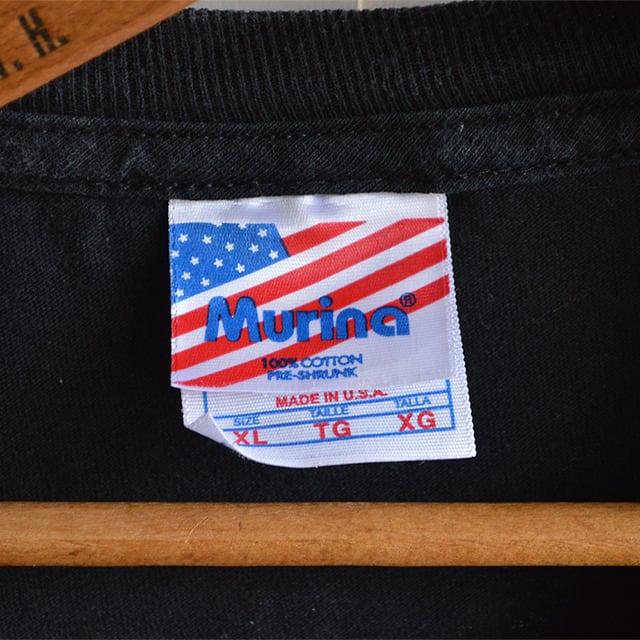 .H.
Murina®
100% COTTON
PRE-SHRUNK
MADE IN U.S.A.
SIZE TAILLE TALLA
XL TG XG